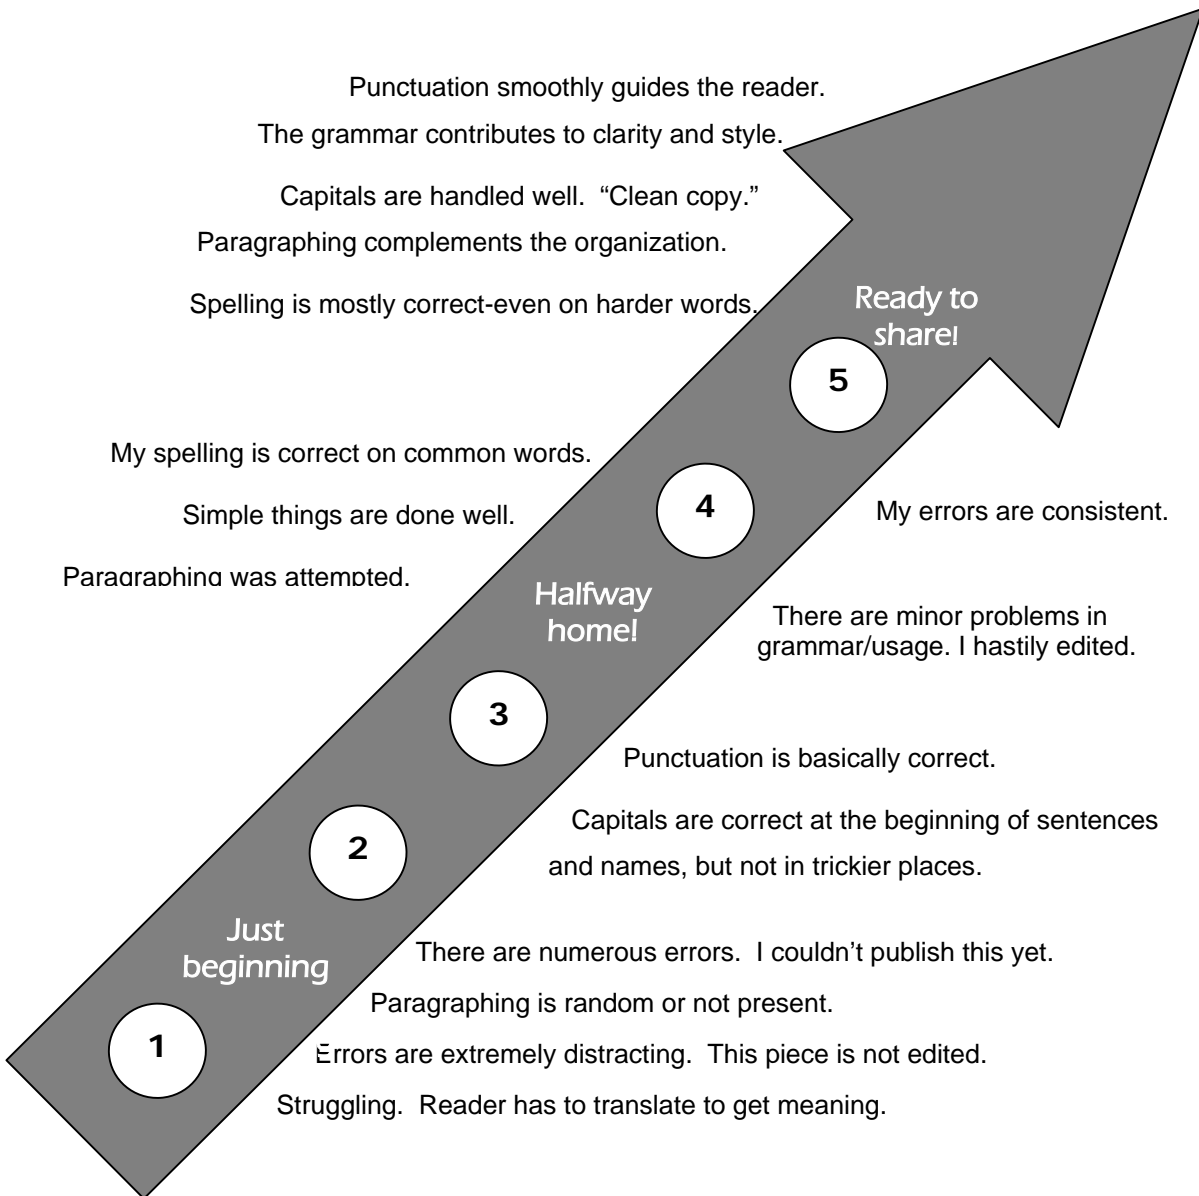 Punctuation smoothly guides the reader.
The grammar contributes to clarity and style.
Capitals are handled well.  “Clean copy.”
Paragraphing complements the organization.
Spelling is mostly correct-even on harder words.
Ready to
share!
5
My spelling is correct on common words.
Simple things are done well.
Paragraphing was attempted.
4
My errors are consistent.
Halfway
home!
There are minor problems in
grammar/usage. I hastily edited.
3
Punctuation is basically correct.
Capitals are correct at the beginning of sentences
and names, but not in trickier places.
2
Just
beginning
There are numerous errors.  I couldn’t publish this yet.
Paragraphing is random or not present.
1
Errors are extremely distracting.  This piece is not edited.
Struggling.  Reader has to translate to get meaning.